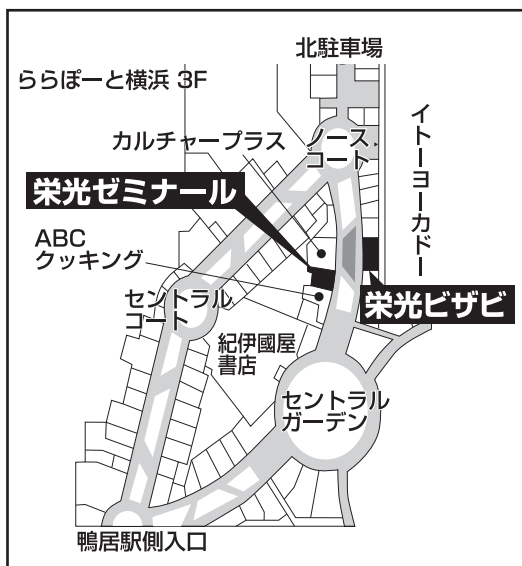 北駐車場
ららぽーと横浜 3F
イトーヨーカドー
カルチャープラス
ノース
コート
栄光ゼミナール
ABC
クッキング
セントラル
コート
栄光ビザビ
紀伊國屋
書店
セントラル
ガーデン
鴨居駅側入口